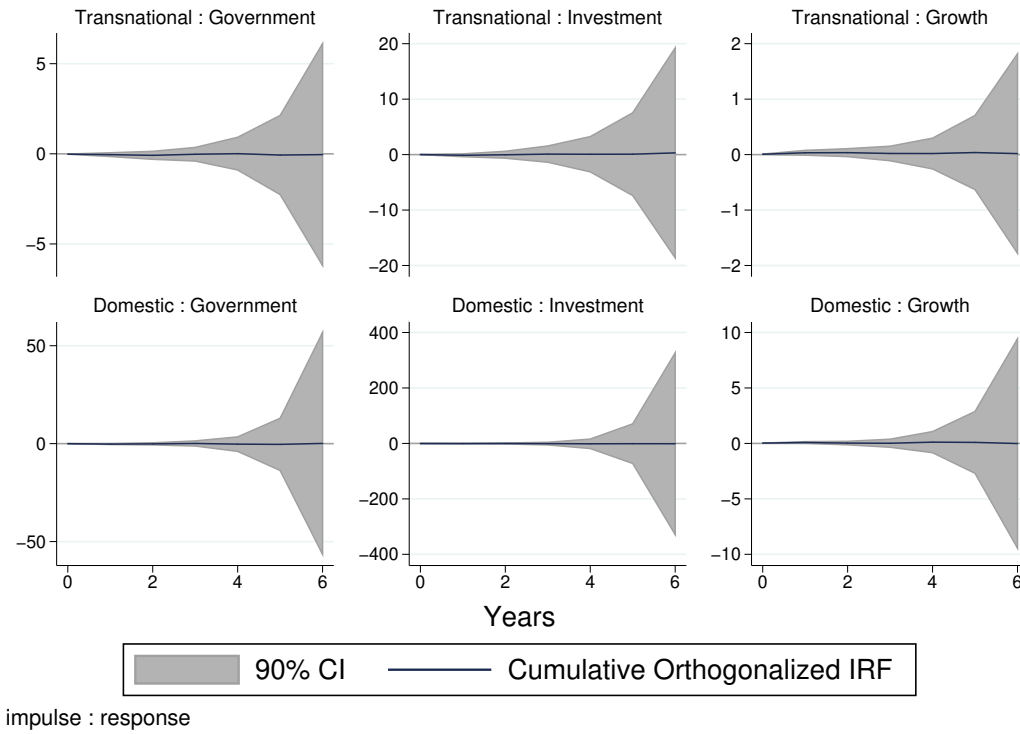 Transnational : Government
Transnational : Investment
Transnational : Growth
5
0
−5
20
10
0
−10
−20
2
1
0
−1
−2
Domestic : Government
Domestic : Investment
Domestic : Growth
50
0
−50
400
200
0
−200
−400
10
5
0
−5
−10
0 2 4 6
0 2 4 6
0 2 4 6
Years
90% CI
Cumulative Orthogonalized IRF
impulse : response